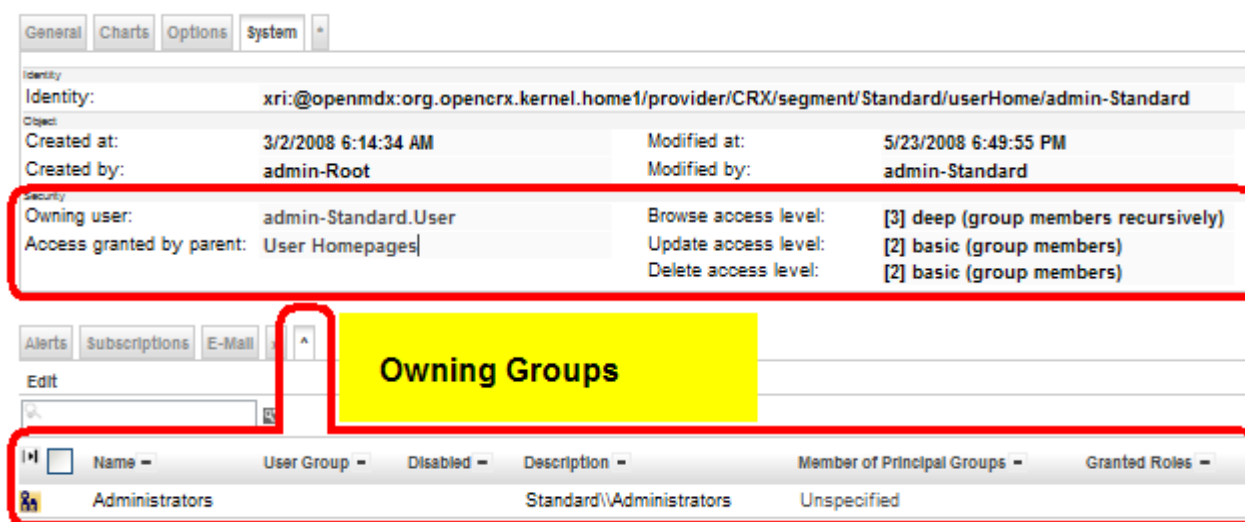 General Charts Options System *
Identity
Identity: xri:@openmdx:org.opencrx.kernel.home1/provider/CRX/segment/Standard/userHome/admin-Standard
Object
Created at: 3/2/2008 6:14:34 AM Modified at: 5/23/2008 6:49:55 PM
Created by: admin-Root Modified by: admin-Standard
Security
Owning user: admin-Standard.User Browse access level: [3] deep (group members recursively)
Access granted by parent: User Homepages Update access level: [2] basic (group members)
Delete access level: [2] basic (group members)
Alerts Subscriptions E-Mail ^
Owning Groups
Edit
Name User Group Disabled Description Member of Principal Groups Granted Roles
Administrators Standard\\Administrators Unspecified